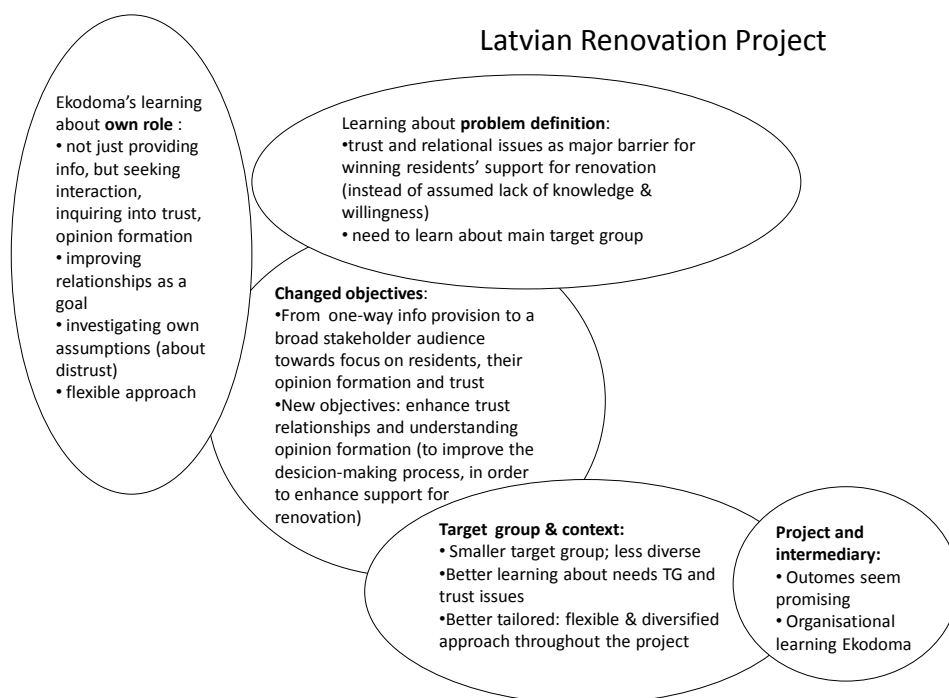 Latvian Renovation Project
Ekodoma's learning
about own role :
• not just providing
info, but seeking
interaction,
inquiring into trust,
opinion formation
• improving
relationships as a
goal
• investigating own
assumptions (about
distrust)
• flexible approach
Learning about problem definition:
•trust and relational issues as major barrier for
winning residents' support for renovation
(instead of assumed lack of knowledge &
willingness)
• need to learn about main target group
Changed objectives:
•From one-way info provision to a
broad stakeholder audience
towards focus on residents, their
opinion formation and trust
•New objectives: enhance trust
relationships and understanding
opinion formation (to improve the
desicion-making process, in order
to enhance support for
renovation)
Target group & context:
• Smaller target group; less diverse
•Better learning about needs TG and
trust issues
•Better tailored: flexible & diversified
approach throughout the project
Project and
intermediary:
• Outomes seem
promising
• Organisational
learning Ekodoma